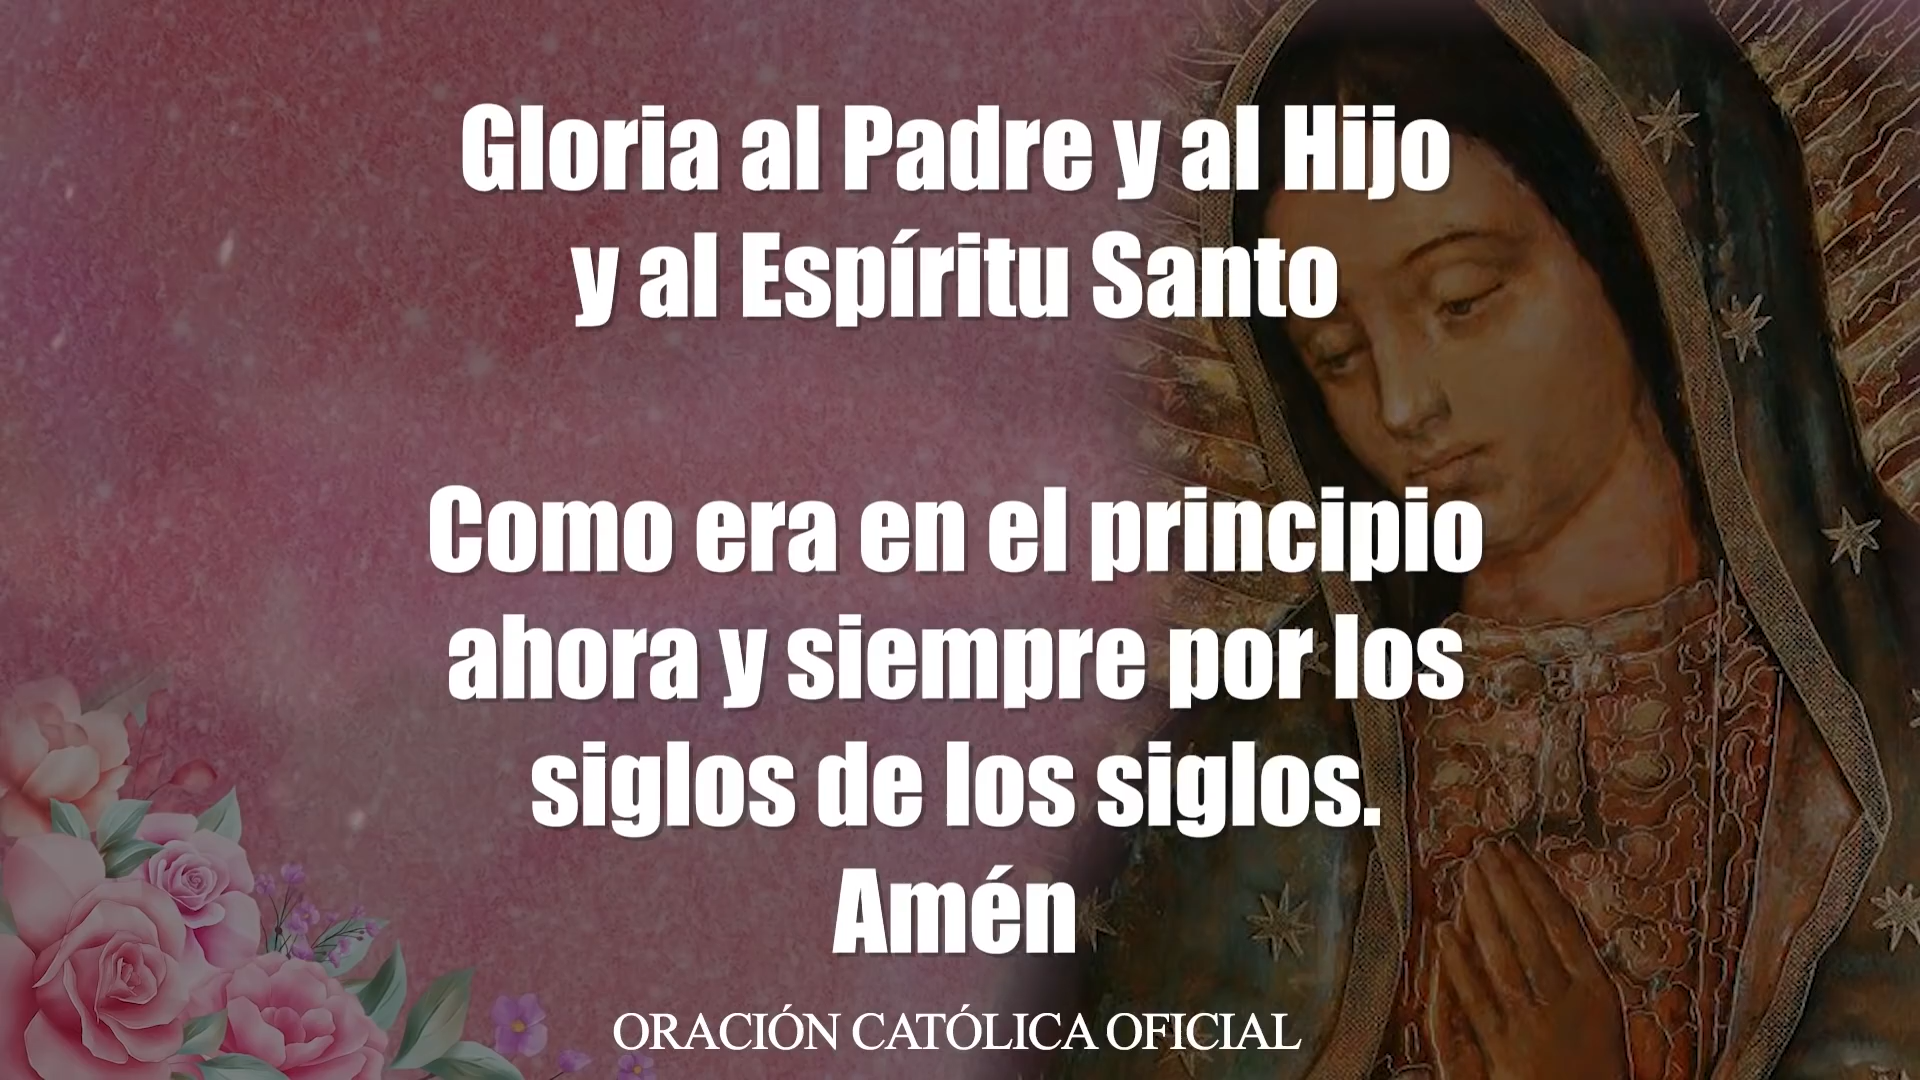 Gloria al Padre y al Hijo
y al Espíritu Santo
Como era en el principio
ahora y siempre por los
siglos de los siglos.
Amén
ORACIÓN CATÓLICA OFICIAL